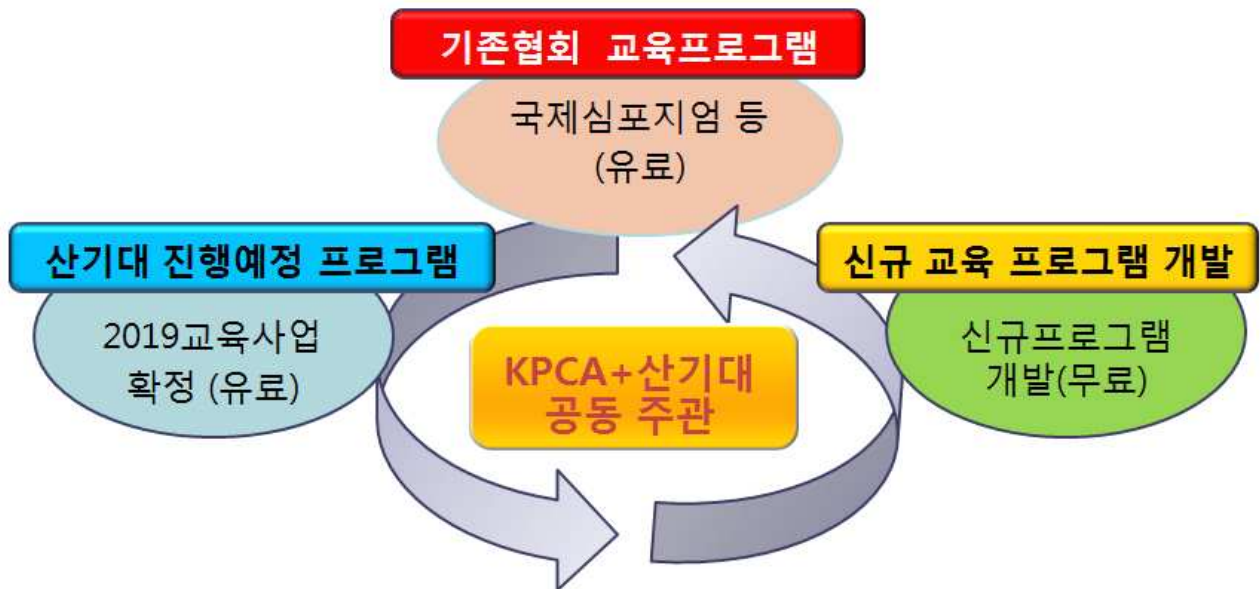 기존협회 교육프로그램
국제심포지엄 등
(유료)
산기대 진행예정 프로그램
2019교육사업
확정 (유료)
KPCA+산기대
공동 주관
신규 교육 프로그램 개발
신규프로그램
개발(무료)